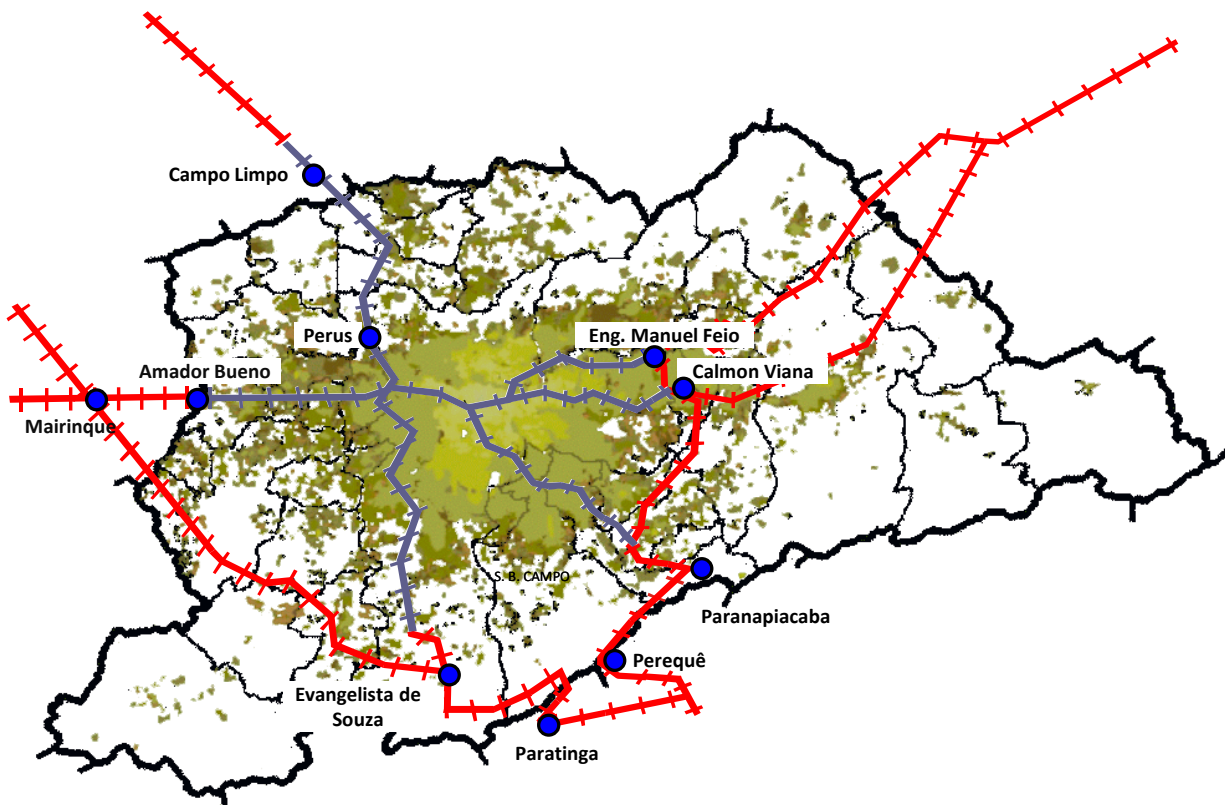 Campo Limpo
Perus
Eng. Manuel Feio
Amador Bueno
Calmon Viana
Mairinque
S. B. CAMPO
Paranapiacaba
Perequê
Evangelista de
Souza
Paratinga